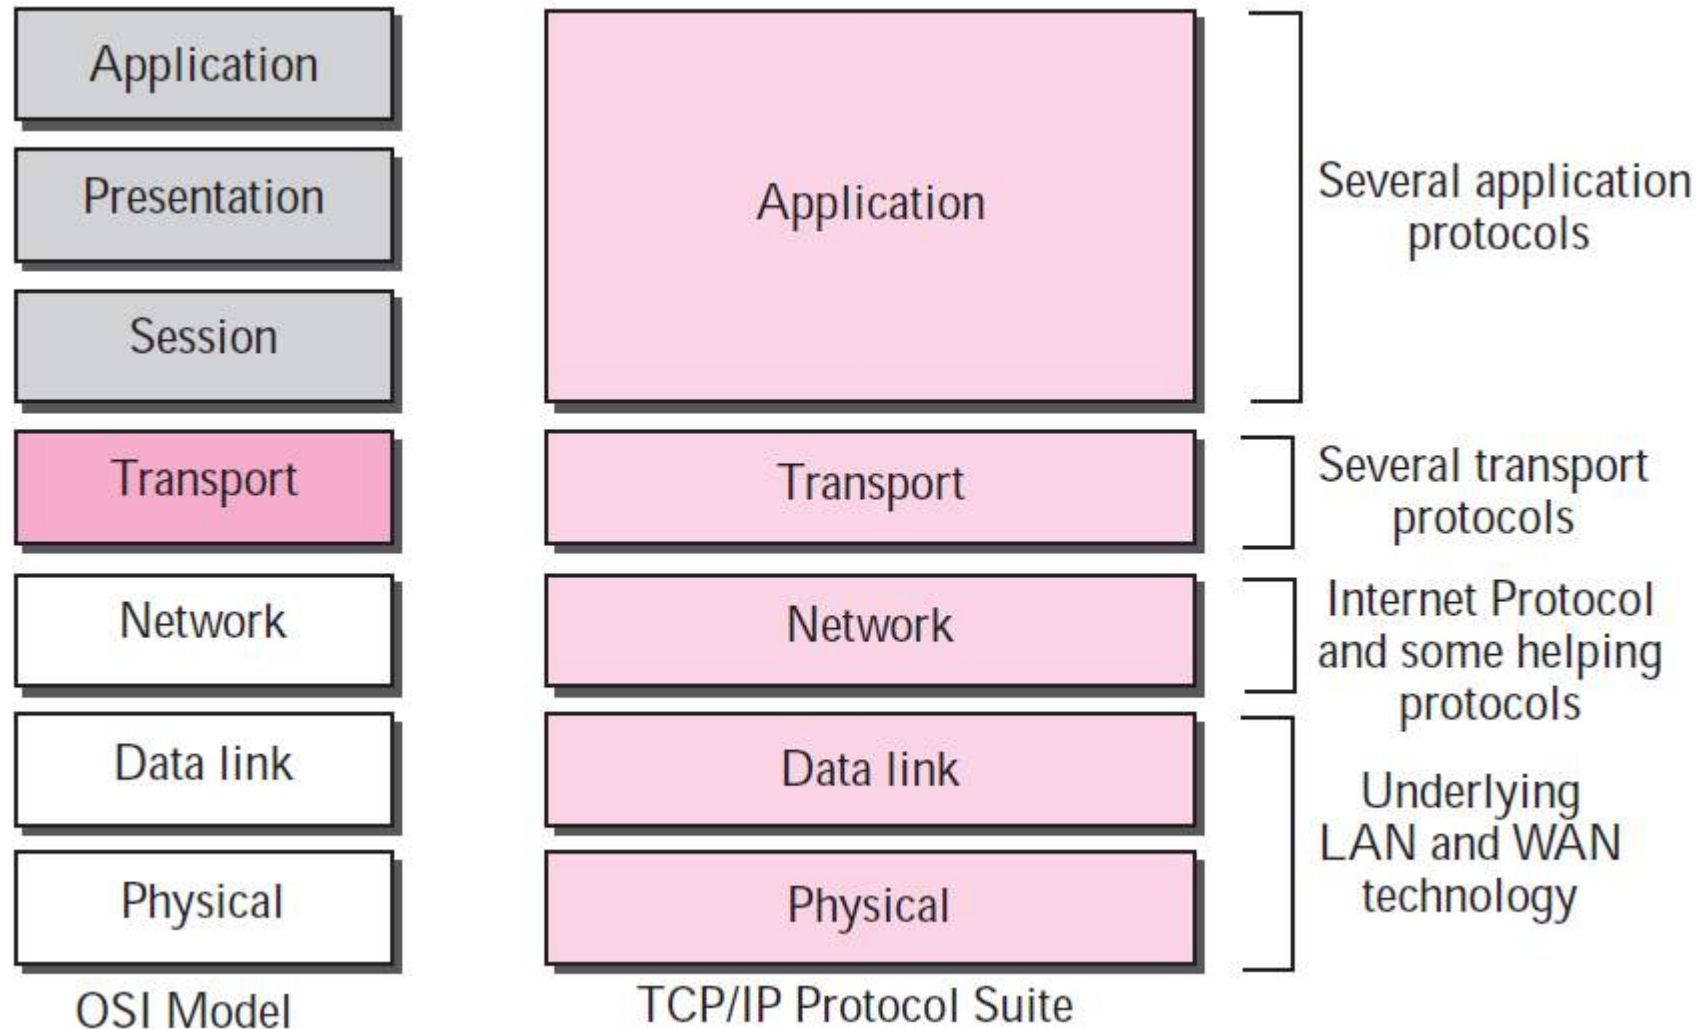 Application
Presentation
Session
Transport
Network
Data link
Physical
OSI Model
Application
Transport
Network
Data link
Physical
TCP/IP Protocol Suite
Several application
protocols
Several transport
protocols
Internet Protocol
and some helping
protocols
Underlying
LAN and WAN
technology